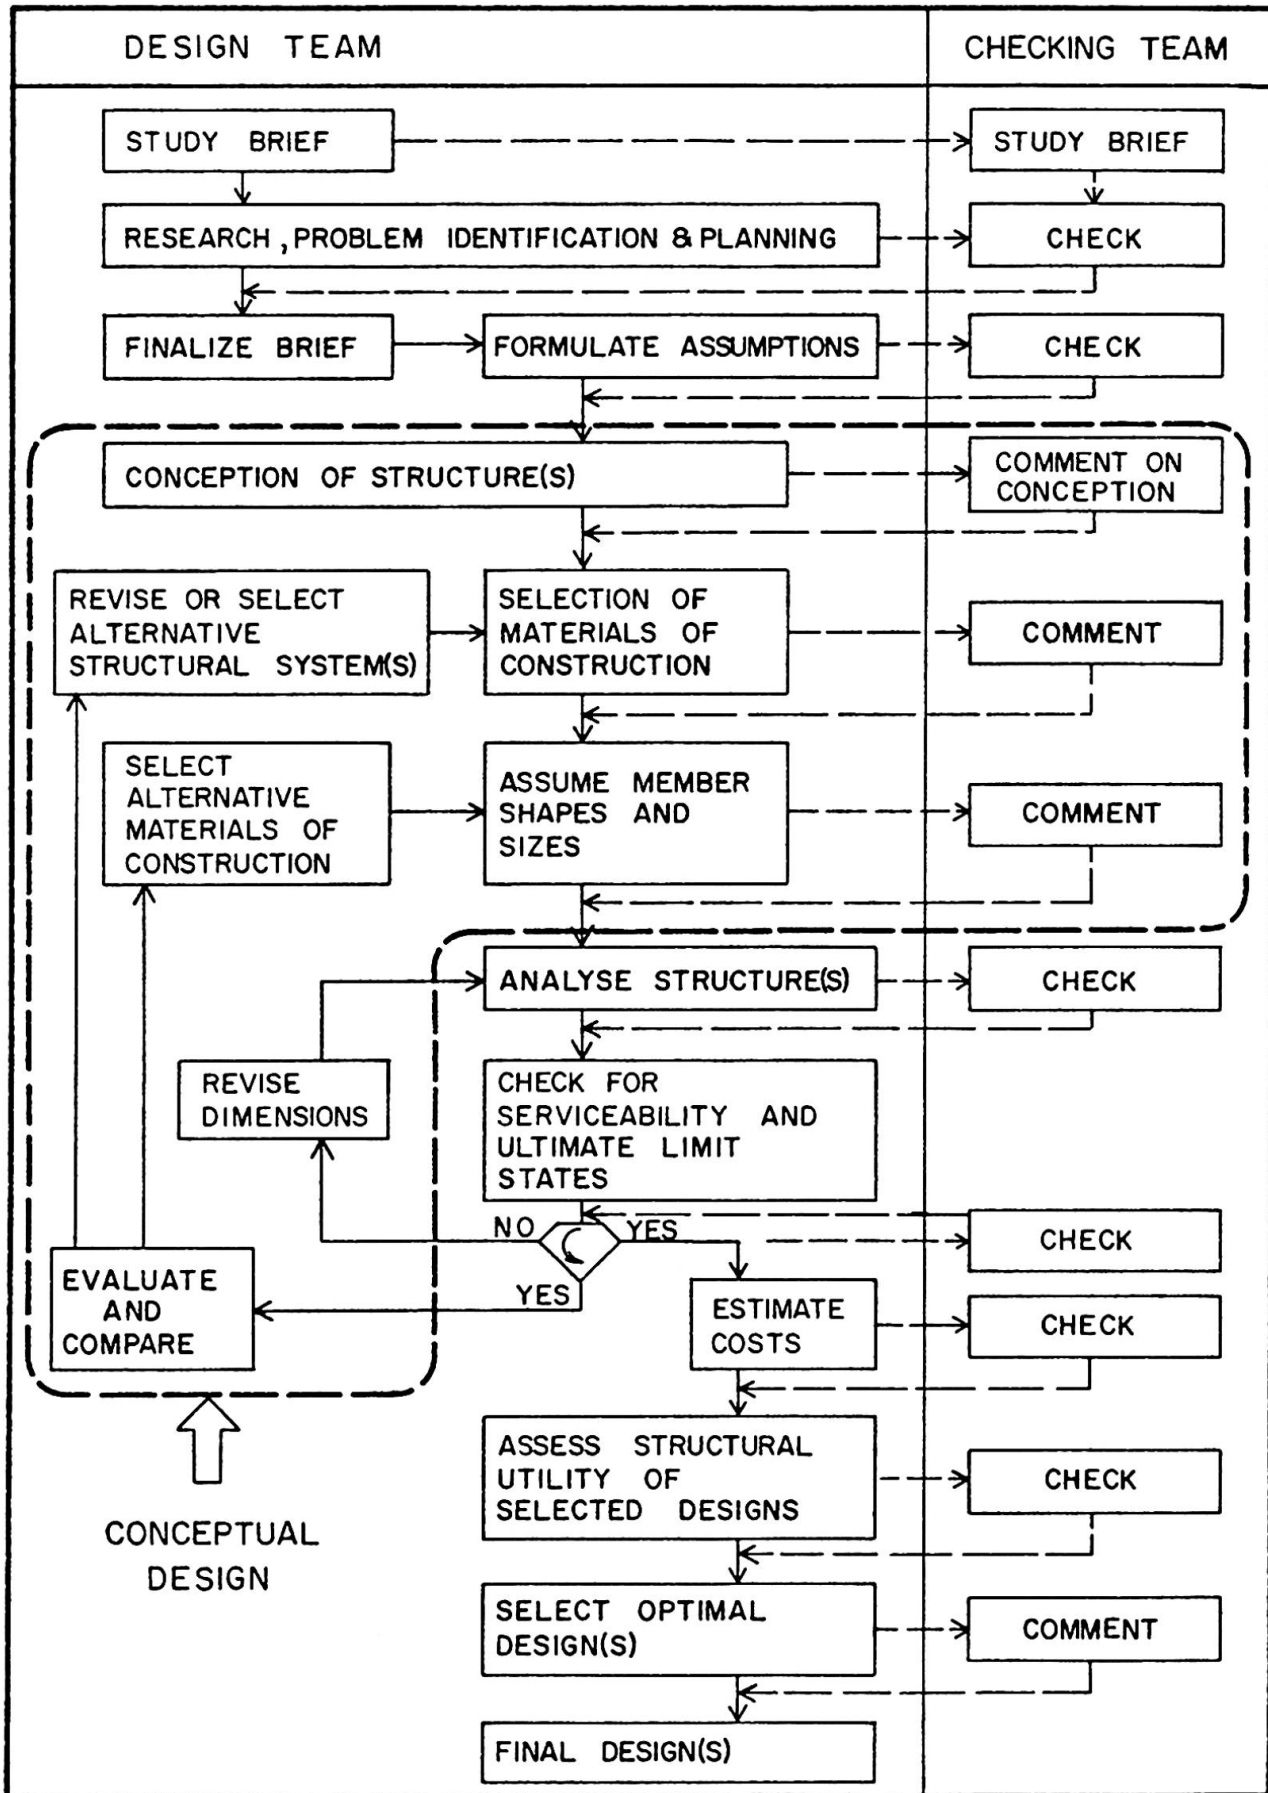 DESIGN TEAM
CHECKING TEAM
STUDY BRIEF
STUDY BRIEF
RESEARCH, PROBLEM IDENTIFICATION & PLANNING
CHECK
FINALIZE BRIEF
FORMULATE ASSUMPTIONS
CHECK
CONCEPTION OF STRUCTURE(S)
COMMENT ON
CONCEPTION
REVISE OR SELECT
ALTERNATIVE
STRUCTURAL SYSTEM(S)
SELECTION OF
MATERIALS OF
CONSTRUCTION
COMMENT
SELECT
ALTERNATIVE
MATERIALS OF
CONSTRUCTION
ASSUME MEMBER
SHAPES AND
SIZES
COMMENT
ANALYSE STRUCTURE(S)
CHECK
REVISE
DIMENSIONS
CHECK FOR
SERVICEABILITY AND
ULTIMATE LIMIT
STATES
NO
YES
CHECK
YES
EVALUATE
AND
COMPARE
ESTIMATE
COSTS
CHECK
ASSESS STRUCTURAL
UTILITY OF
SELECTED DESIGNS
CHECK
CONCEPTUAL
DESIGN
SELECT OPTIMAL
DESIGN(S)
COMMENT
FINAL DESIGN(S)